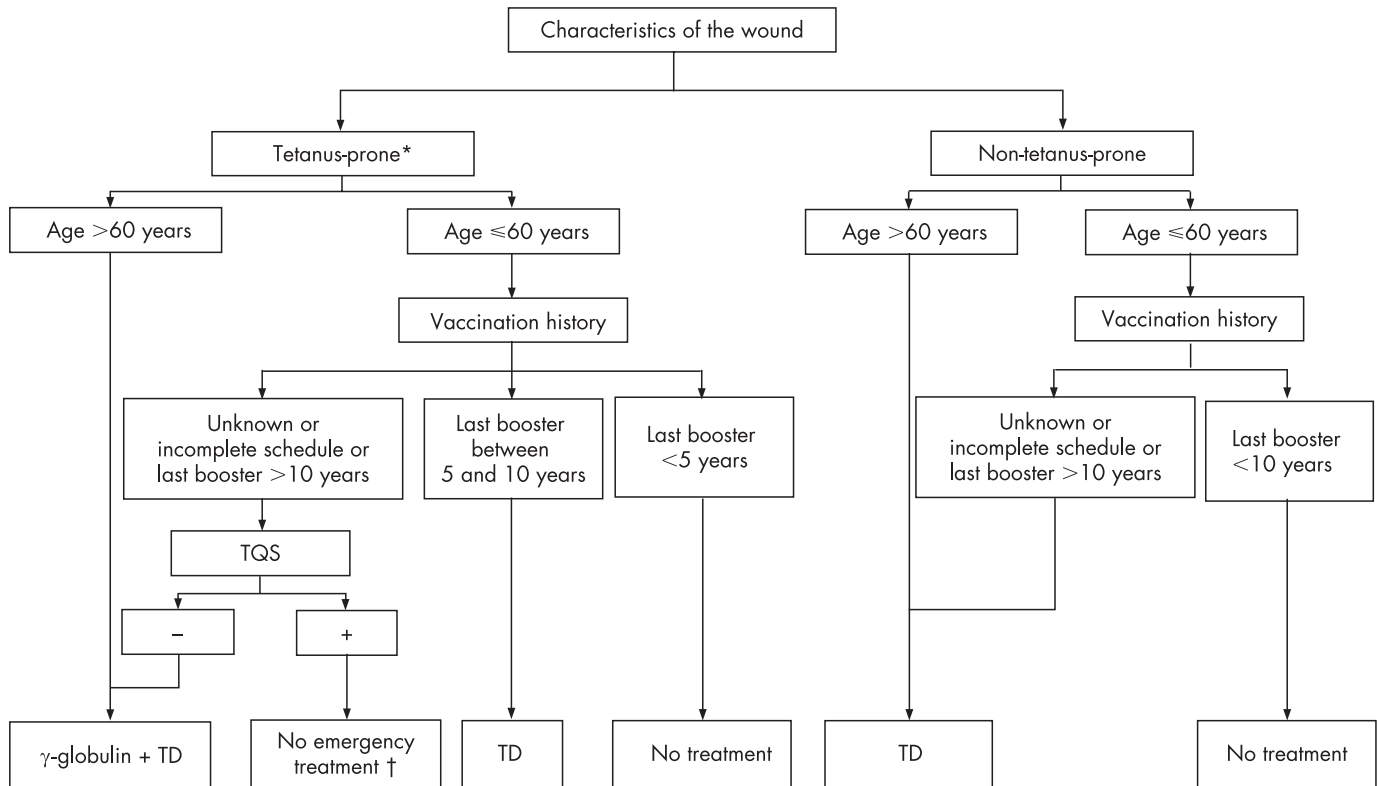 Characteristics of the wound
Tetanus-prone*
Non-tetanus-prone
Age >60 years
Age ⩽60 years
Age >60 years
Age ⩽60 years
Vaccination history
Vaccination history
Unknown or
incomplete schedule or
last booster >10 years
Last booster
between
5 and 10 years
Last booster
<5 years
Unknown or
incomplete schedule or
last booster >10 years
Last booster
<10 years
TQS
–
+
γ-globulin + TD
No emergency
treatment †
TD
No treatment
TD
No treatment